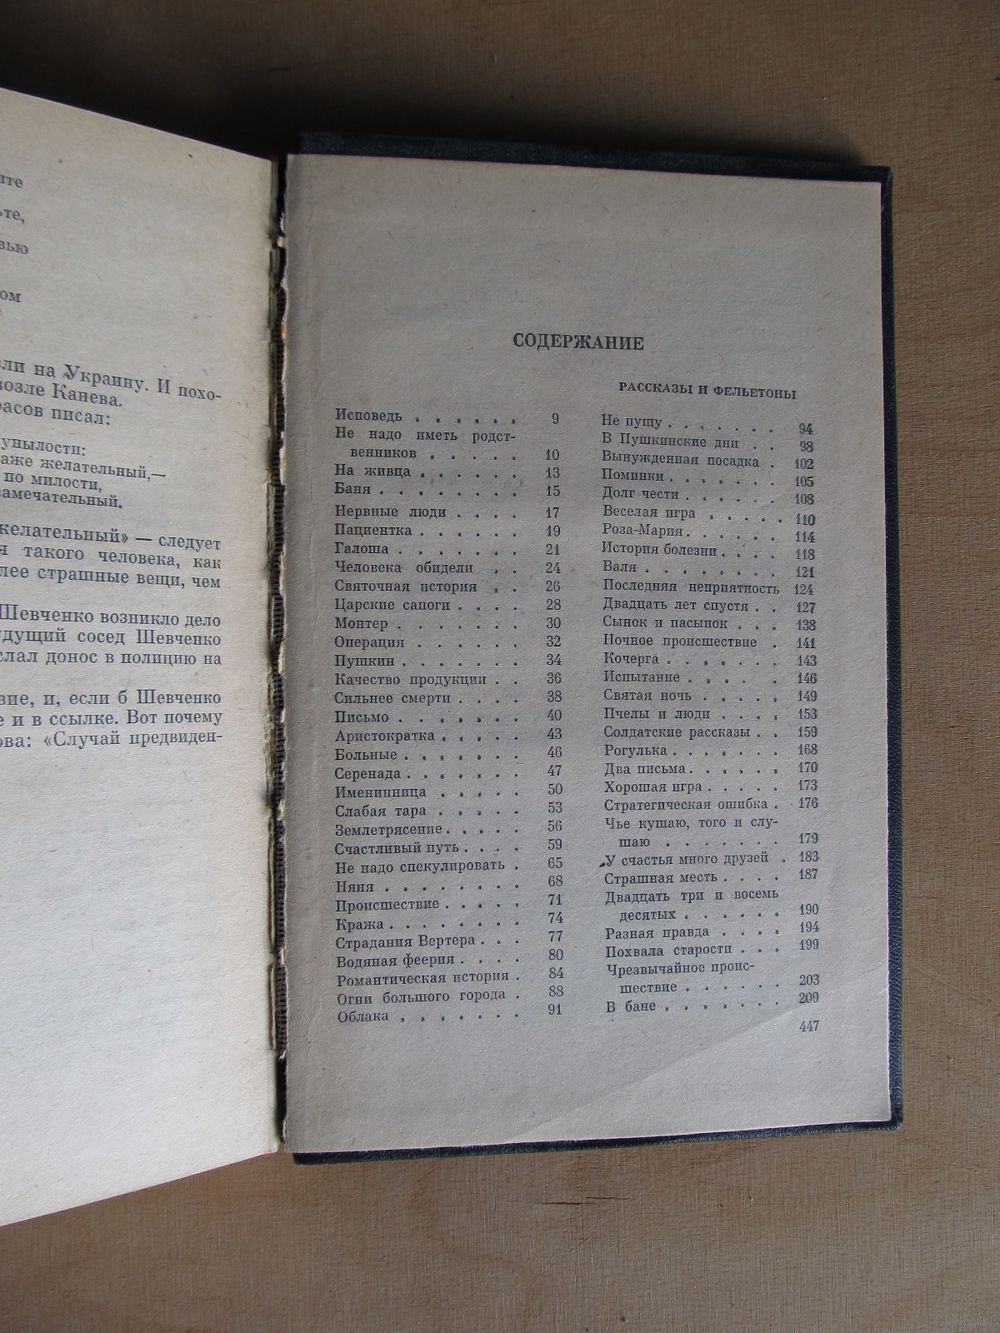 ите
ьте,
вью
ом
ли на Украину. И похо-
возле Канева.
расов писал:
унылости:
аже желательный,—
по милости,
замечательный.
желательный» — следует
я такого человека, как
лее страшные вещи, чем
Шевченко возникло дело
удущий сосед Шевченко
слал донос в полицию на
вие, и, если б Шевченко
е и в ссылке. Вот почему
ова: «Случай предвиден-
СОДЕРЖАНИЕ
РАССКАЗЫ И ФЕЛЬЕТОНЫ
Исповедь . . . . . . 9
Не надо иметь родст-
венников . . . . . 10
На живца . . . . . 13
Баня . . . . . . . 15
Нервные люди . . . . 17
Пациентка . . . . . 19
Галоша . . . . . . 21
Человека обидели . . 24
Святочная история . . 26
Царские сапоги . . . . 28
Монтер . . . . . . 30
Операция . . . . . 32
Пушкин . . . . . . 34
Качество продукции . . 36
Сильнее смерти . . . . 38
Письмо . . . . . . 40
Аристократка . . . . . 43
Больные . . . . . . 46
Серенада . . . . . . 47
Именинница . . . . . 50
Слабая тара . . . . . 53
Землетрясение . . . . . 56
Счастливый путь . . . . 59
Не надо спекулировать . 65
Няня . . . . . . . 68
Происшествие . . . . . 71
Кража . . . . . . . 74
Страдания Вертера . . . 77
Водяная феерия . . . . 80
Романтическая история . 84
Огни большого города . 88
Облака . . . . . . . 91
Не пущу . . . . . . 94
В Пушкинские дни . . 98
Вынужденная посадка . 102
Поминки . . . . . . 105
Долг чести . . . . . 108
Веселая игра . . . . . 110
Роза-Мария . . . . . 114
История болезни . . . . 118
Валя . . . . . . . 121
Последняя неприятность 124
Двадцать лет спустя . . 127
Сынок и пасынок . . . 138
Ночное происшествие . 141
Кочерга . . . . . . 143
Испытание . . . . . 146
Святая ночь . . . . . 149
Пчелы и люди . . . . 153
Солдатские рассказы . . 159
Рогулька . . . . . . 168
Два письма . . . . . 170
Хорошая игра . . . . . 173
Стратегическая ошибка . 176
Чье кушаю, того и слу-
шаю . . . . . . . 179
У счастья много друзей . 183
Страшная месть . . . . 187
Двадцать три и восемь
десятых . . . . . . 190
Разная правда . . . . 194
Похвала старости . . . 199
Чрезвычайное проис-
шествие . . . . . . 203
В бане . . . . . . . 209
447